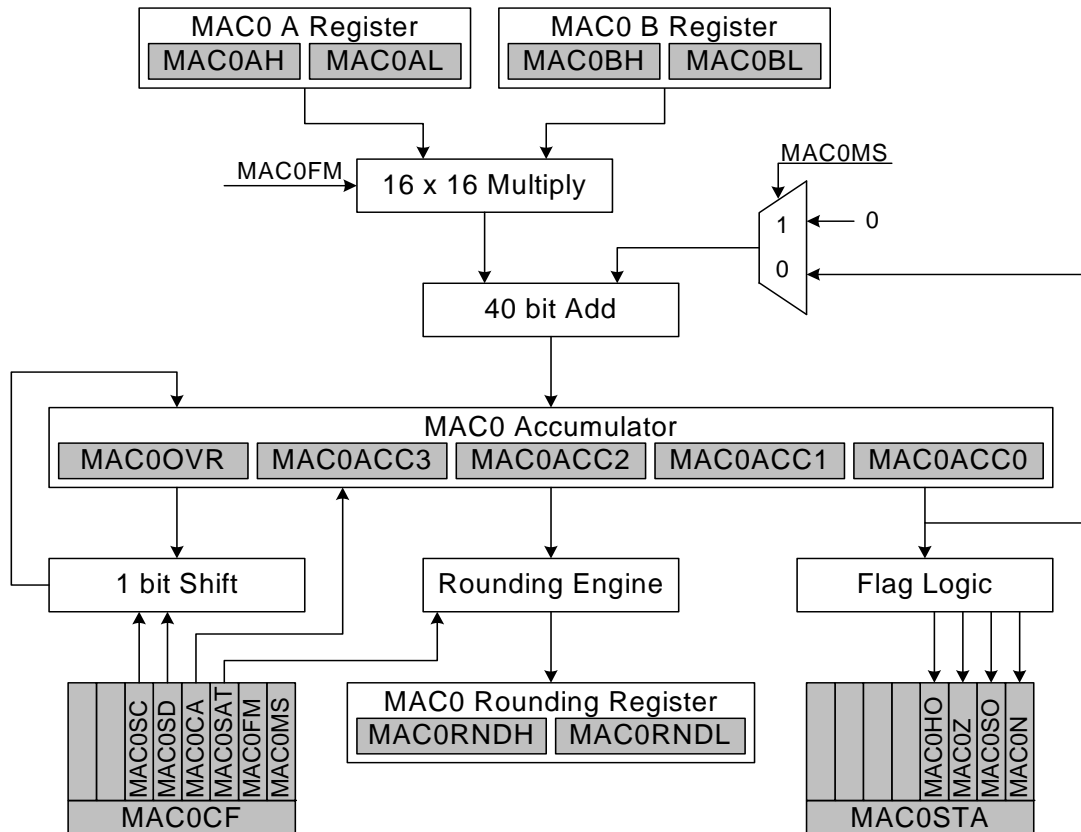 MAC0 A Register
MAC0AH MAC0AL
MAC0 B Register
MAC0BH MAC0BL
MAC0FM
16 x 16 Multiply
MAC0MS
1
0
0
40 bit Add
MAC0 Accumulator
MAC0OVR MAC0ACC3 MAC0ACC2 MAC0ACC1 MAC0ACC0
1 bit Shift
Rounding Engine
Flag Logic
MAC0SC
MAC0SD
MAC0CA
MAC0SAT
MAC0FM
MAC0MS
MAC0CF
MAC0 Rounding Register
MAC0RNDH MAC0RNDL
MAC0HO
MAC0Z
MAC0SO
MAC0N
MAC0STA